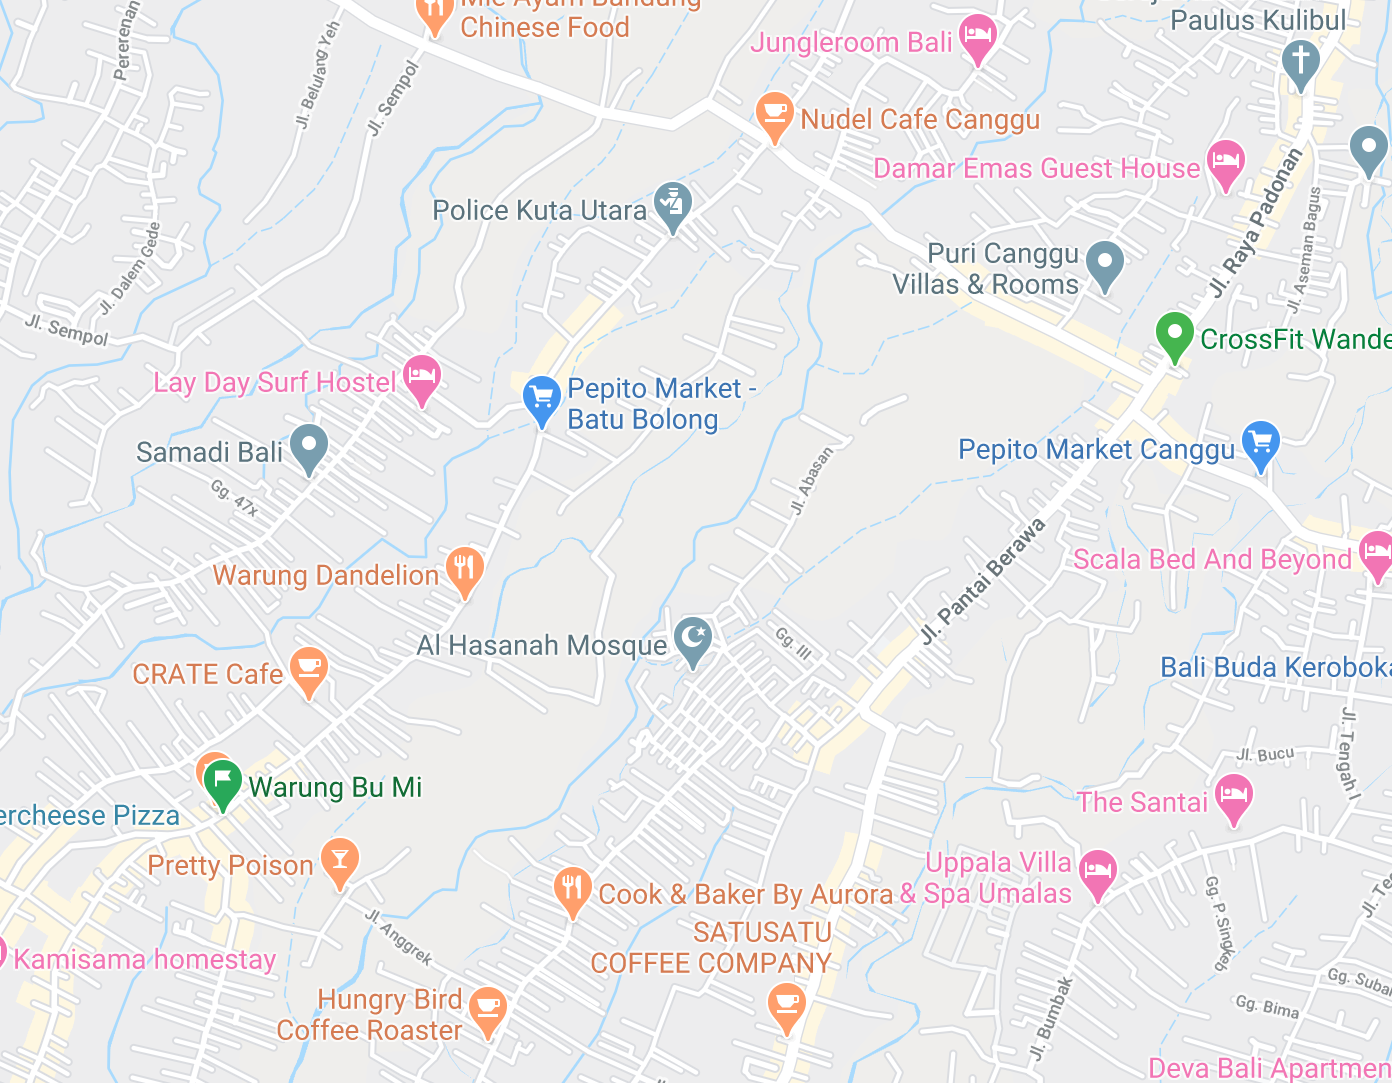 Mie Ayam Bandung
Chinese Food
Paulus Kulibul
Jungleroom Bali
Pererenan
Jl. Belulang Yeh
Jl. Sempol
Nudel Cafe Canggu
Damar Emas Guest House
Jl. Raya Padonan
Jl. Aseman Bagus
Police Kuta Utara
Jl. Dalem Gede
Puri Canggu
Villas & Rooms
Jl. Sempol
CrossFit Wande
Lay Day Surf Hostel
Pepito Market -
Batu Bolong
Samadi Bali
Gg. 47x
Jl. Abasan
Pepito Market Canggu
Jl. Pantai Berawa
Scala Bed And Beyond
Warung Dandelion
Al Hasanah Mosque
Gg. III
CRATE Cafe
Bali Buda Keroboka
Jl. Tengah I
Jl. Bucu
Warung Bu Mi
ercheese Pizza
The Santai
Pretty Poison
Uppala Villa
& Spa Umalas
Cook & Baker By Aurora
Jl. Anggrek
SATUSATU
COFFEE COMPANY
Gg. P.Singkeb
Jl. Te
Kamisama homestay
Hungry Bird
Coffee Roaster
Gg. Subar
Gg. Bima
Jl. Bumbak
Deva Bali Apartmen